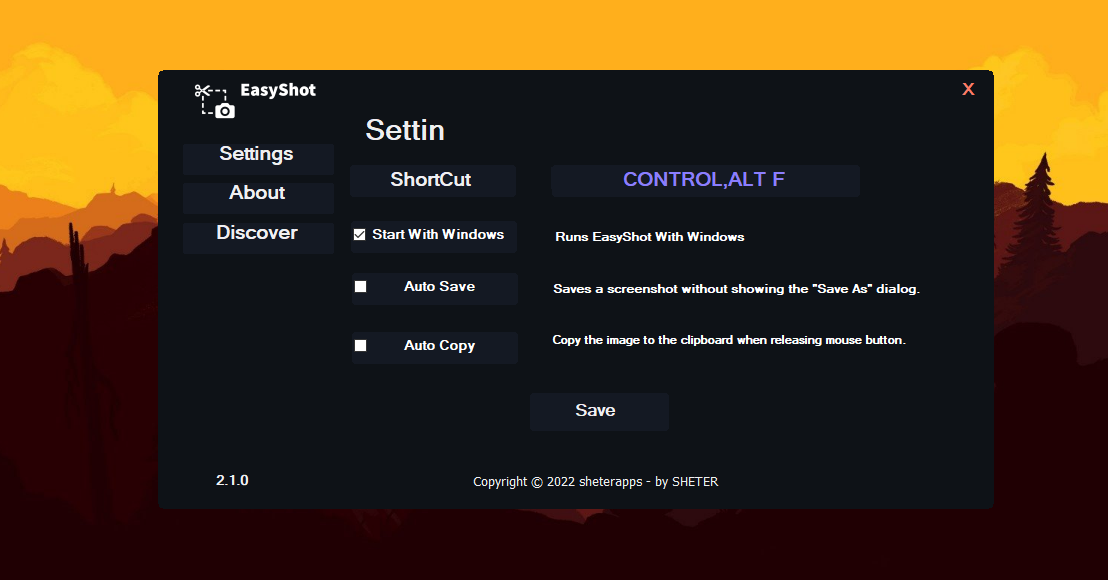 EasyShot
X
Settin
Settings
ShortCut
CONTROL,ALT F
About
Discover
Start With Windows
Runs EasyShot With Windows
Auto Save
Saves a screenshot without showing the "Save As" dialog.
Auto Copy
Copy the image to the clipboard when releasing mouse button.
Save
2.1.0
Copyright © 2022 sheterapps - by SHETER